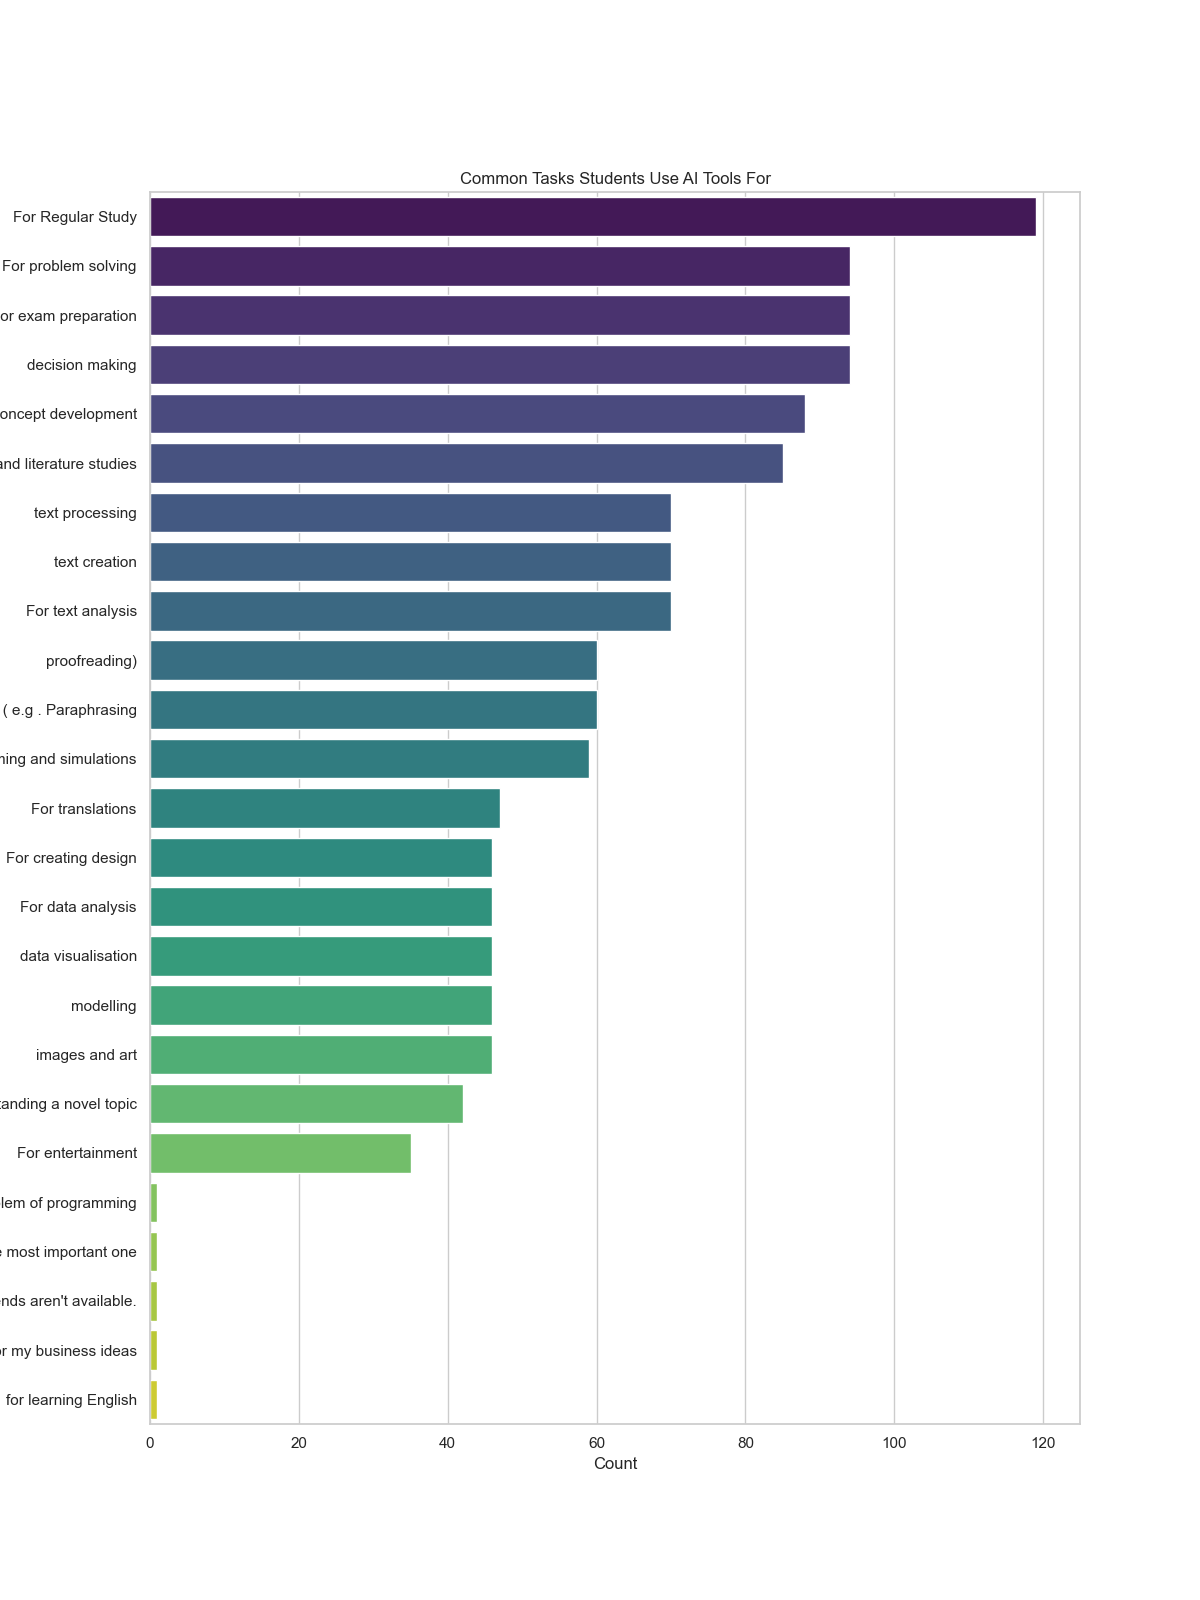 Common Tasks Students Use AI Tools For
For Regular Study
For problem solving
or exam preparation
decision making
oncept development
and literature studies
text processing
text creation
For text analysis
proofreading)
( e.g . Paraphrasing
ning and simulations
For translations
For creating design
For data analysis
data visualisation
modelling
images and art
tanding a novel topic
For entertainment
lem of programming
e most important one
ends aren't available.
or my business ideas
for learning English
0 20 40 60 80 100 120
Count